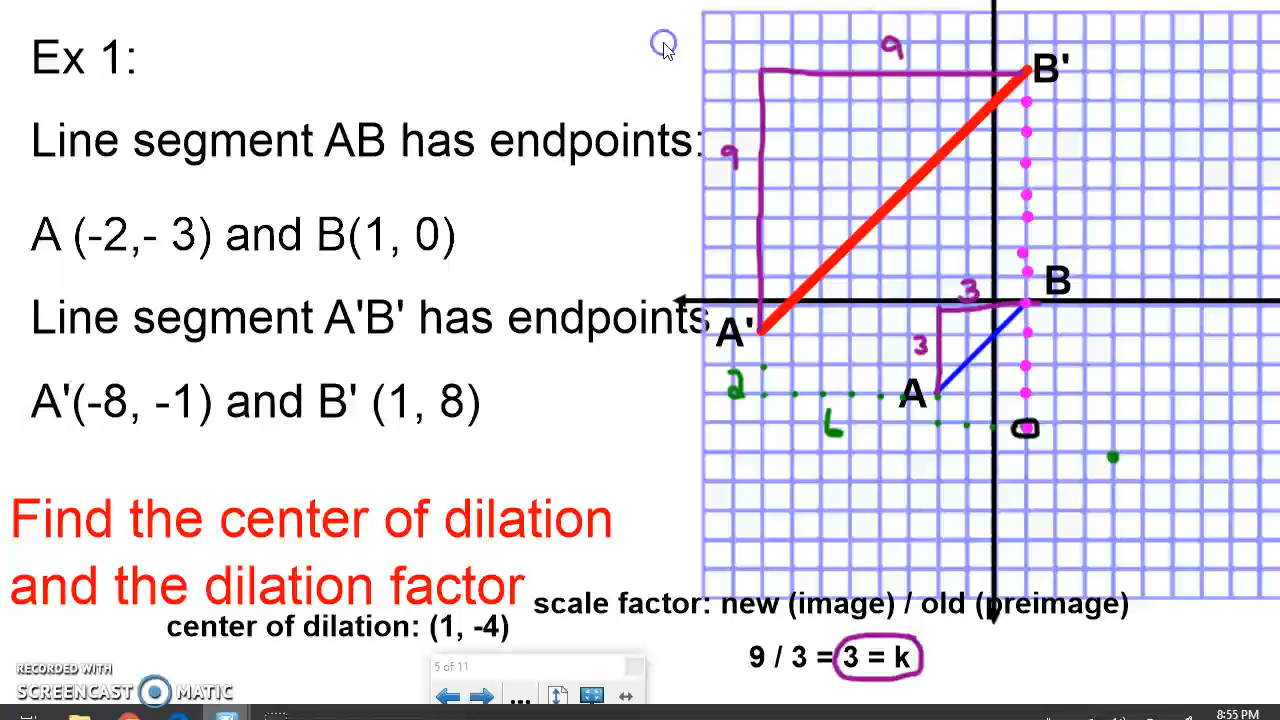 Ex 1:
Line segment AB has endpoints:
A (-2,- 3) and B(1, 0)
Line segment A'B' has endpoints
A'(-8, -1) and B' (1, 8)
Find the center of dilation
and the dilation factor
center of dilation: (1, -4)
scale factor: new (image) / old (preimage)
9 / 3 = 3 = k
9
B'
9
B
3
A'
3
2
A
6
RECORDED WITH
SCREENCAST MATIC
5 of 11
8:55 PM